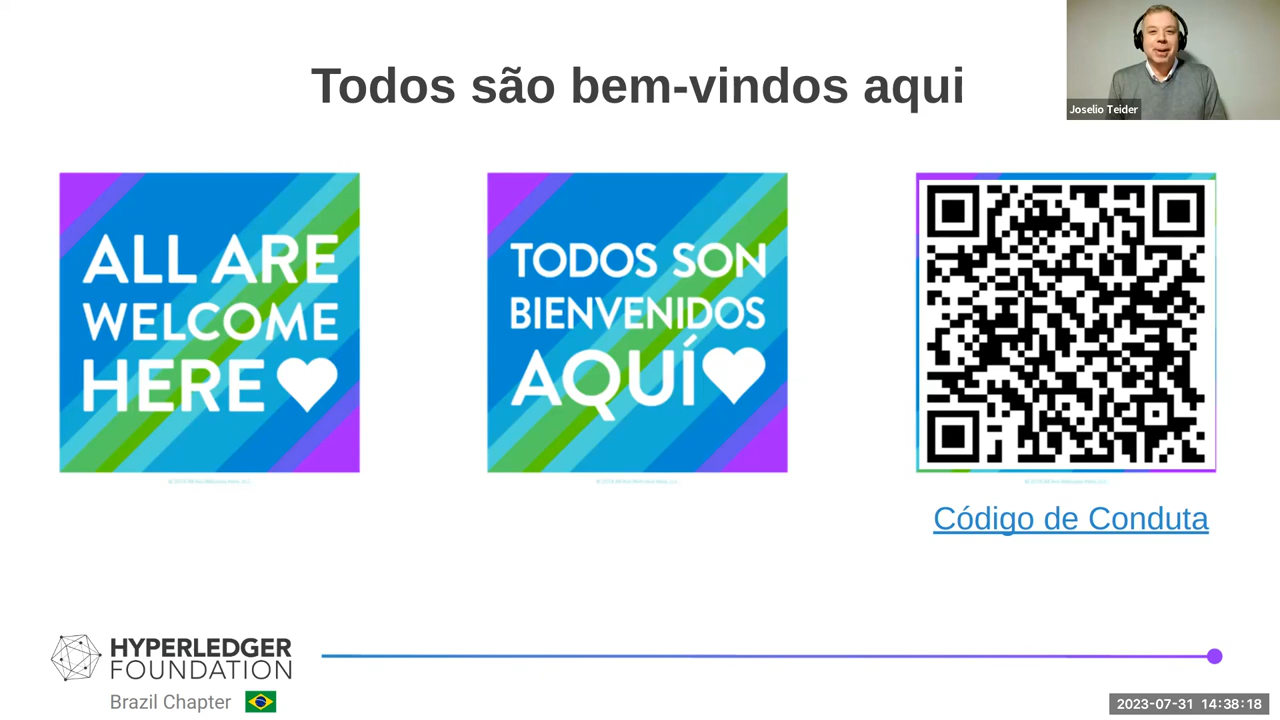 Todos são bem-vindos aqui
Joselio Teider
ALL ARE
WELCOME
HERE
TODOS SON
BIENVENIDOS
AQUÍ
Código de Conduta
HYPERLEDGER
FOUNDATION
Brazil Chapter
2023-07-31 14:38:18